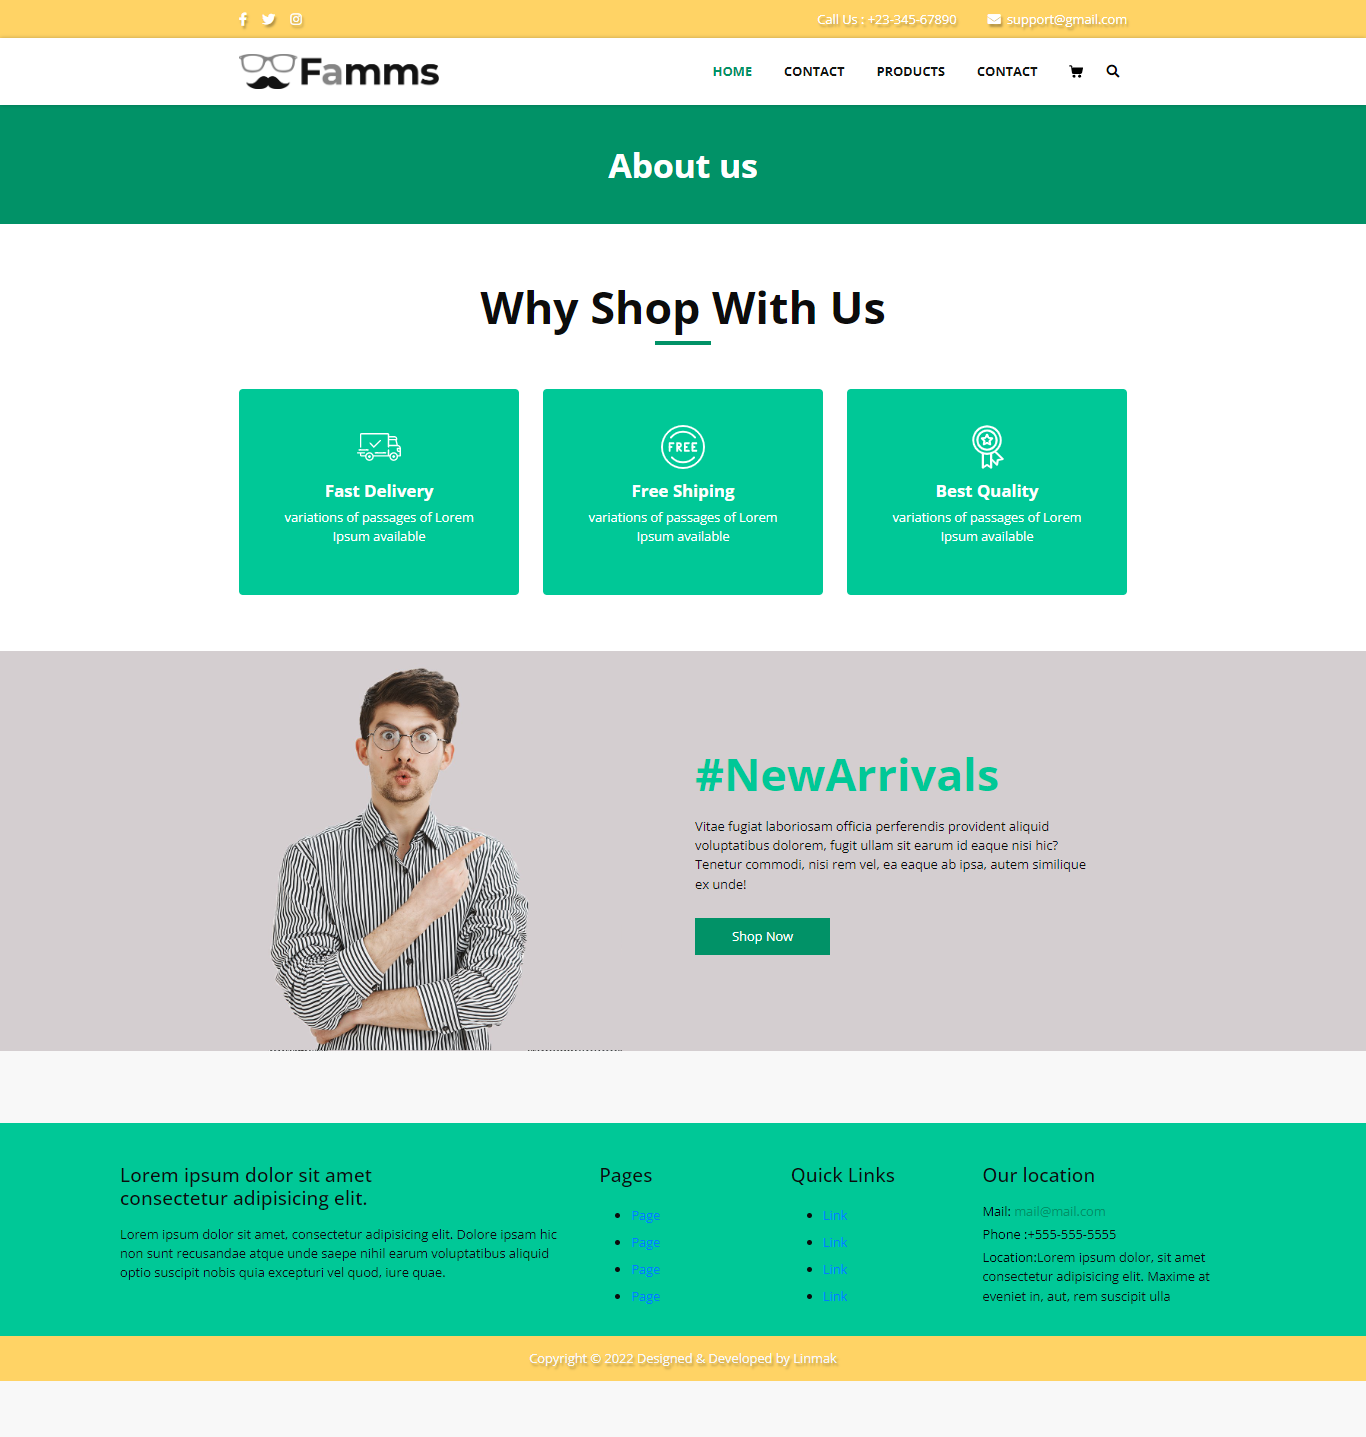 Call Us : +23-345-67890 support@gmail.com
Famms HOME CONTACT PRODUCTS CONTACT
About us
Why Shop With Us
FREE
Fast Delivery Free Shiping Best Quality
variations of passages of Lorem variations of passages of Lorem variations of passages of Lorem
Ipsum available Ipsum available Ipsum available
#NewArrivals
Vitae fugiat laboriosam officia perferendis provident aliquid
voluptatibus dolorem, fugit ullam sit earum id eaque nisi hic?
Tenetur commodi, nisi rem vel, ea eaque ab ipsa, autem similique
ex unde!
Shop Now
Lorem ipsum dolor sit amet
consectetur adipisicing elit.
Lorem ipsum dolor sit amet, consectetur adipisicing elit. Dolore ipsam hic
non sunt recusandae atque unde saepe nihil earum voluptatibus aliquid
optio suscipit nobis quia excepturi vel quod, iure quae.
Pages
Page
Page
Page
Page
Quick Links
Link
Link
Link
Link
Our location
Mail: mail@mail.com
Phone :+555-555-5555
Location:Lorem ipsum dolor, sit amet
consectetur adipisicing elit. Maxime at
eveniet in, aut, rem suscipit ulla
Copyright © 2022 Designed & Developed by Linmak